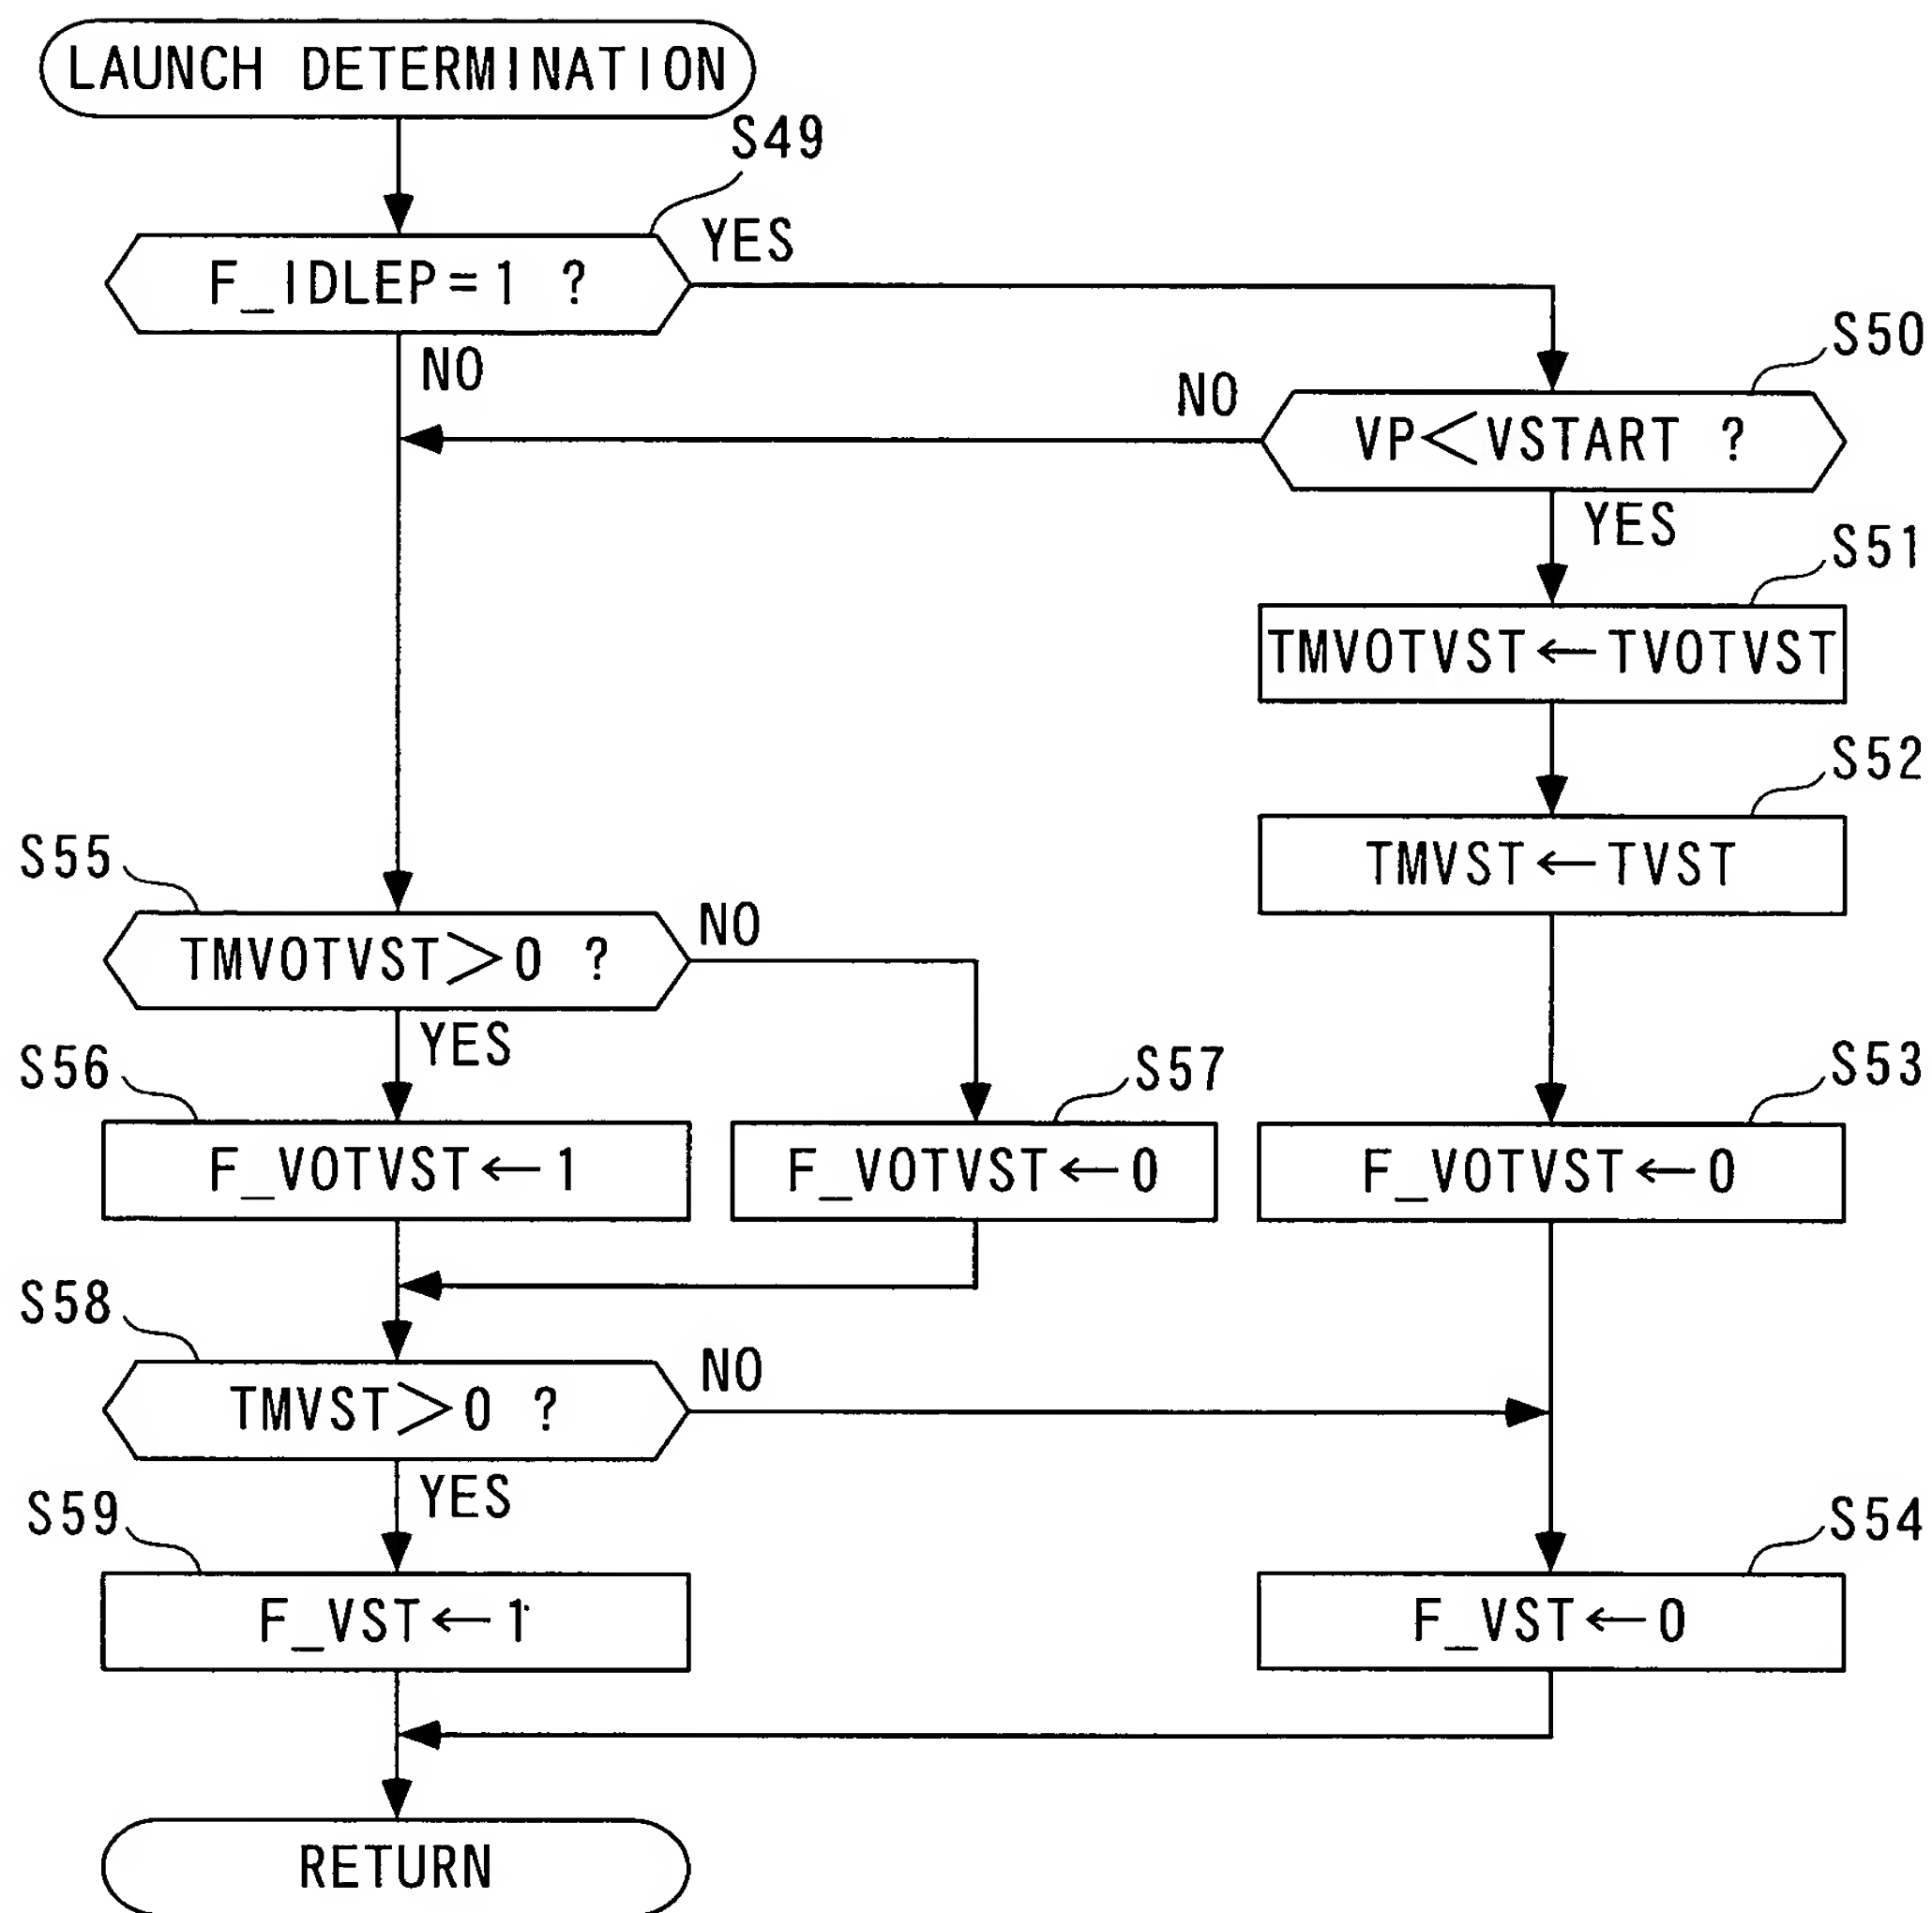 LAUNCH DETERMINATION
S49
F_IDLEP=1 ?
YES
NO
S50
NO
VP<VSTART ?
YES
S51
TMVOTVST←TVOTVST
S52
TMVST←TVST
S55
TMVOTVST>0 ?
NO
YES
S56
F_VOTVST←1
S57
F_VOTVST←0
S53
F_VOTVST←0
S58
TMVST>0 ?
NO
YES
S59
F_VST←1
S54
F_VST←0
RETURN